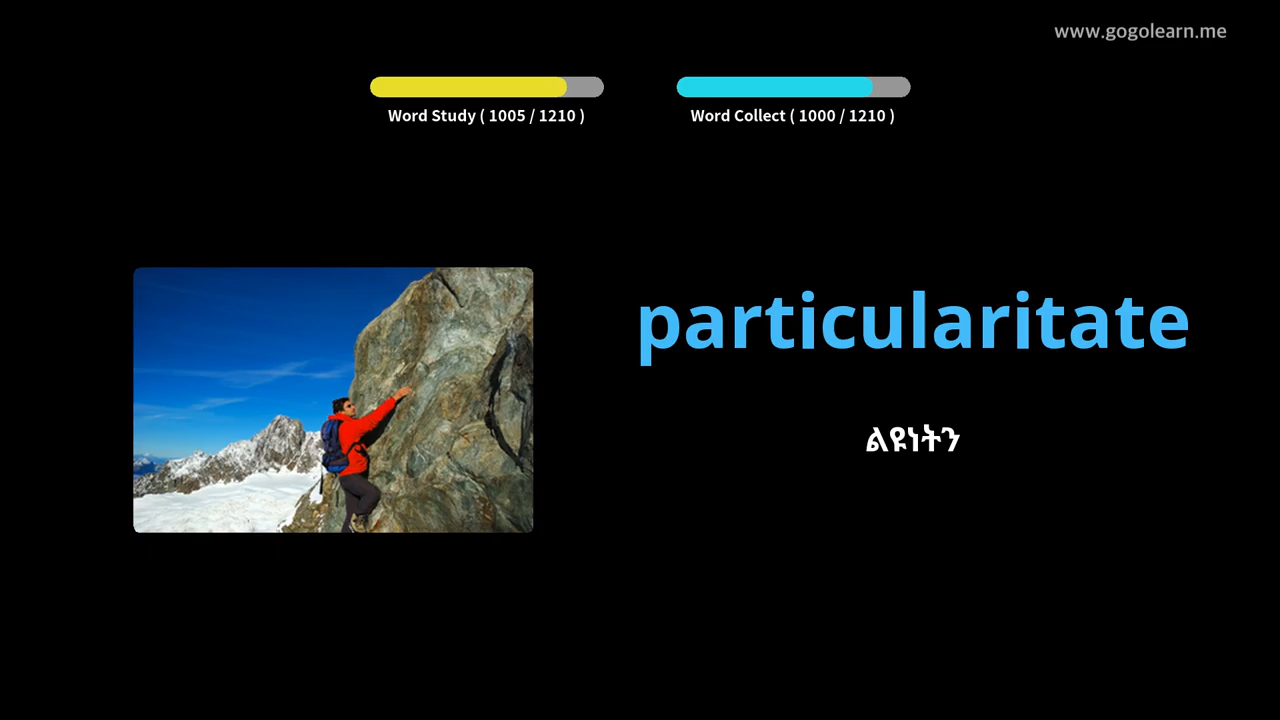 www.gogolearn.me
Word Study ( 1005 / 1210 )
Word Collect ( 1000 / 1210 )
particularitate
ልዩነትን